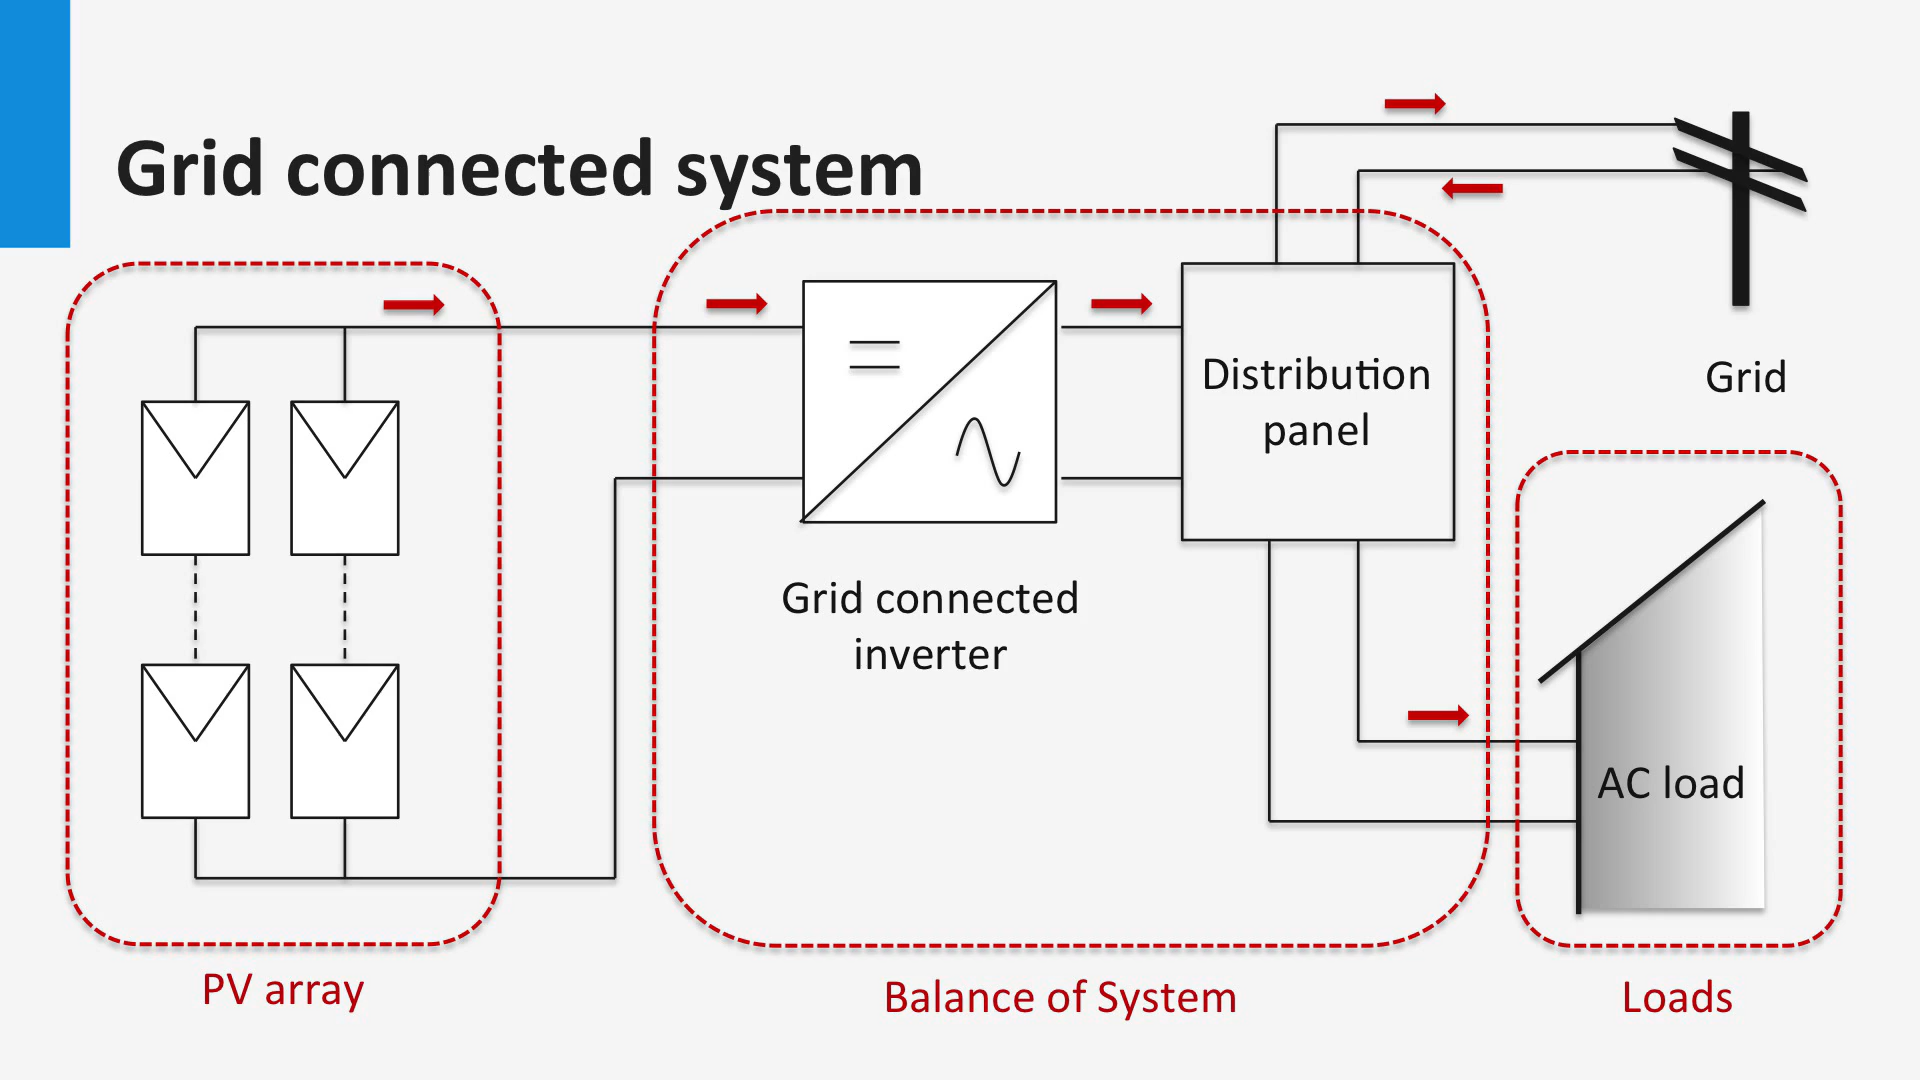 Grid connected system
Distribution
panel
Grid
Grid connected
inverter
AC load
PV array
Balance of System
Loads